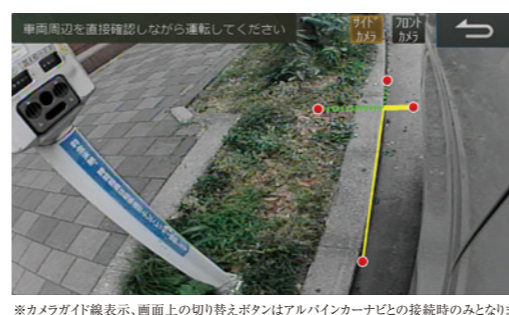 車両周辺を直接確認しながら運転してください
サイド
カメラ
フロント
カメラ
※カメラガイド線表示、画面上の切り替えボタンはアルパインカーナビとの接続時のみとなりま